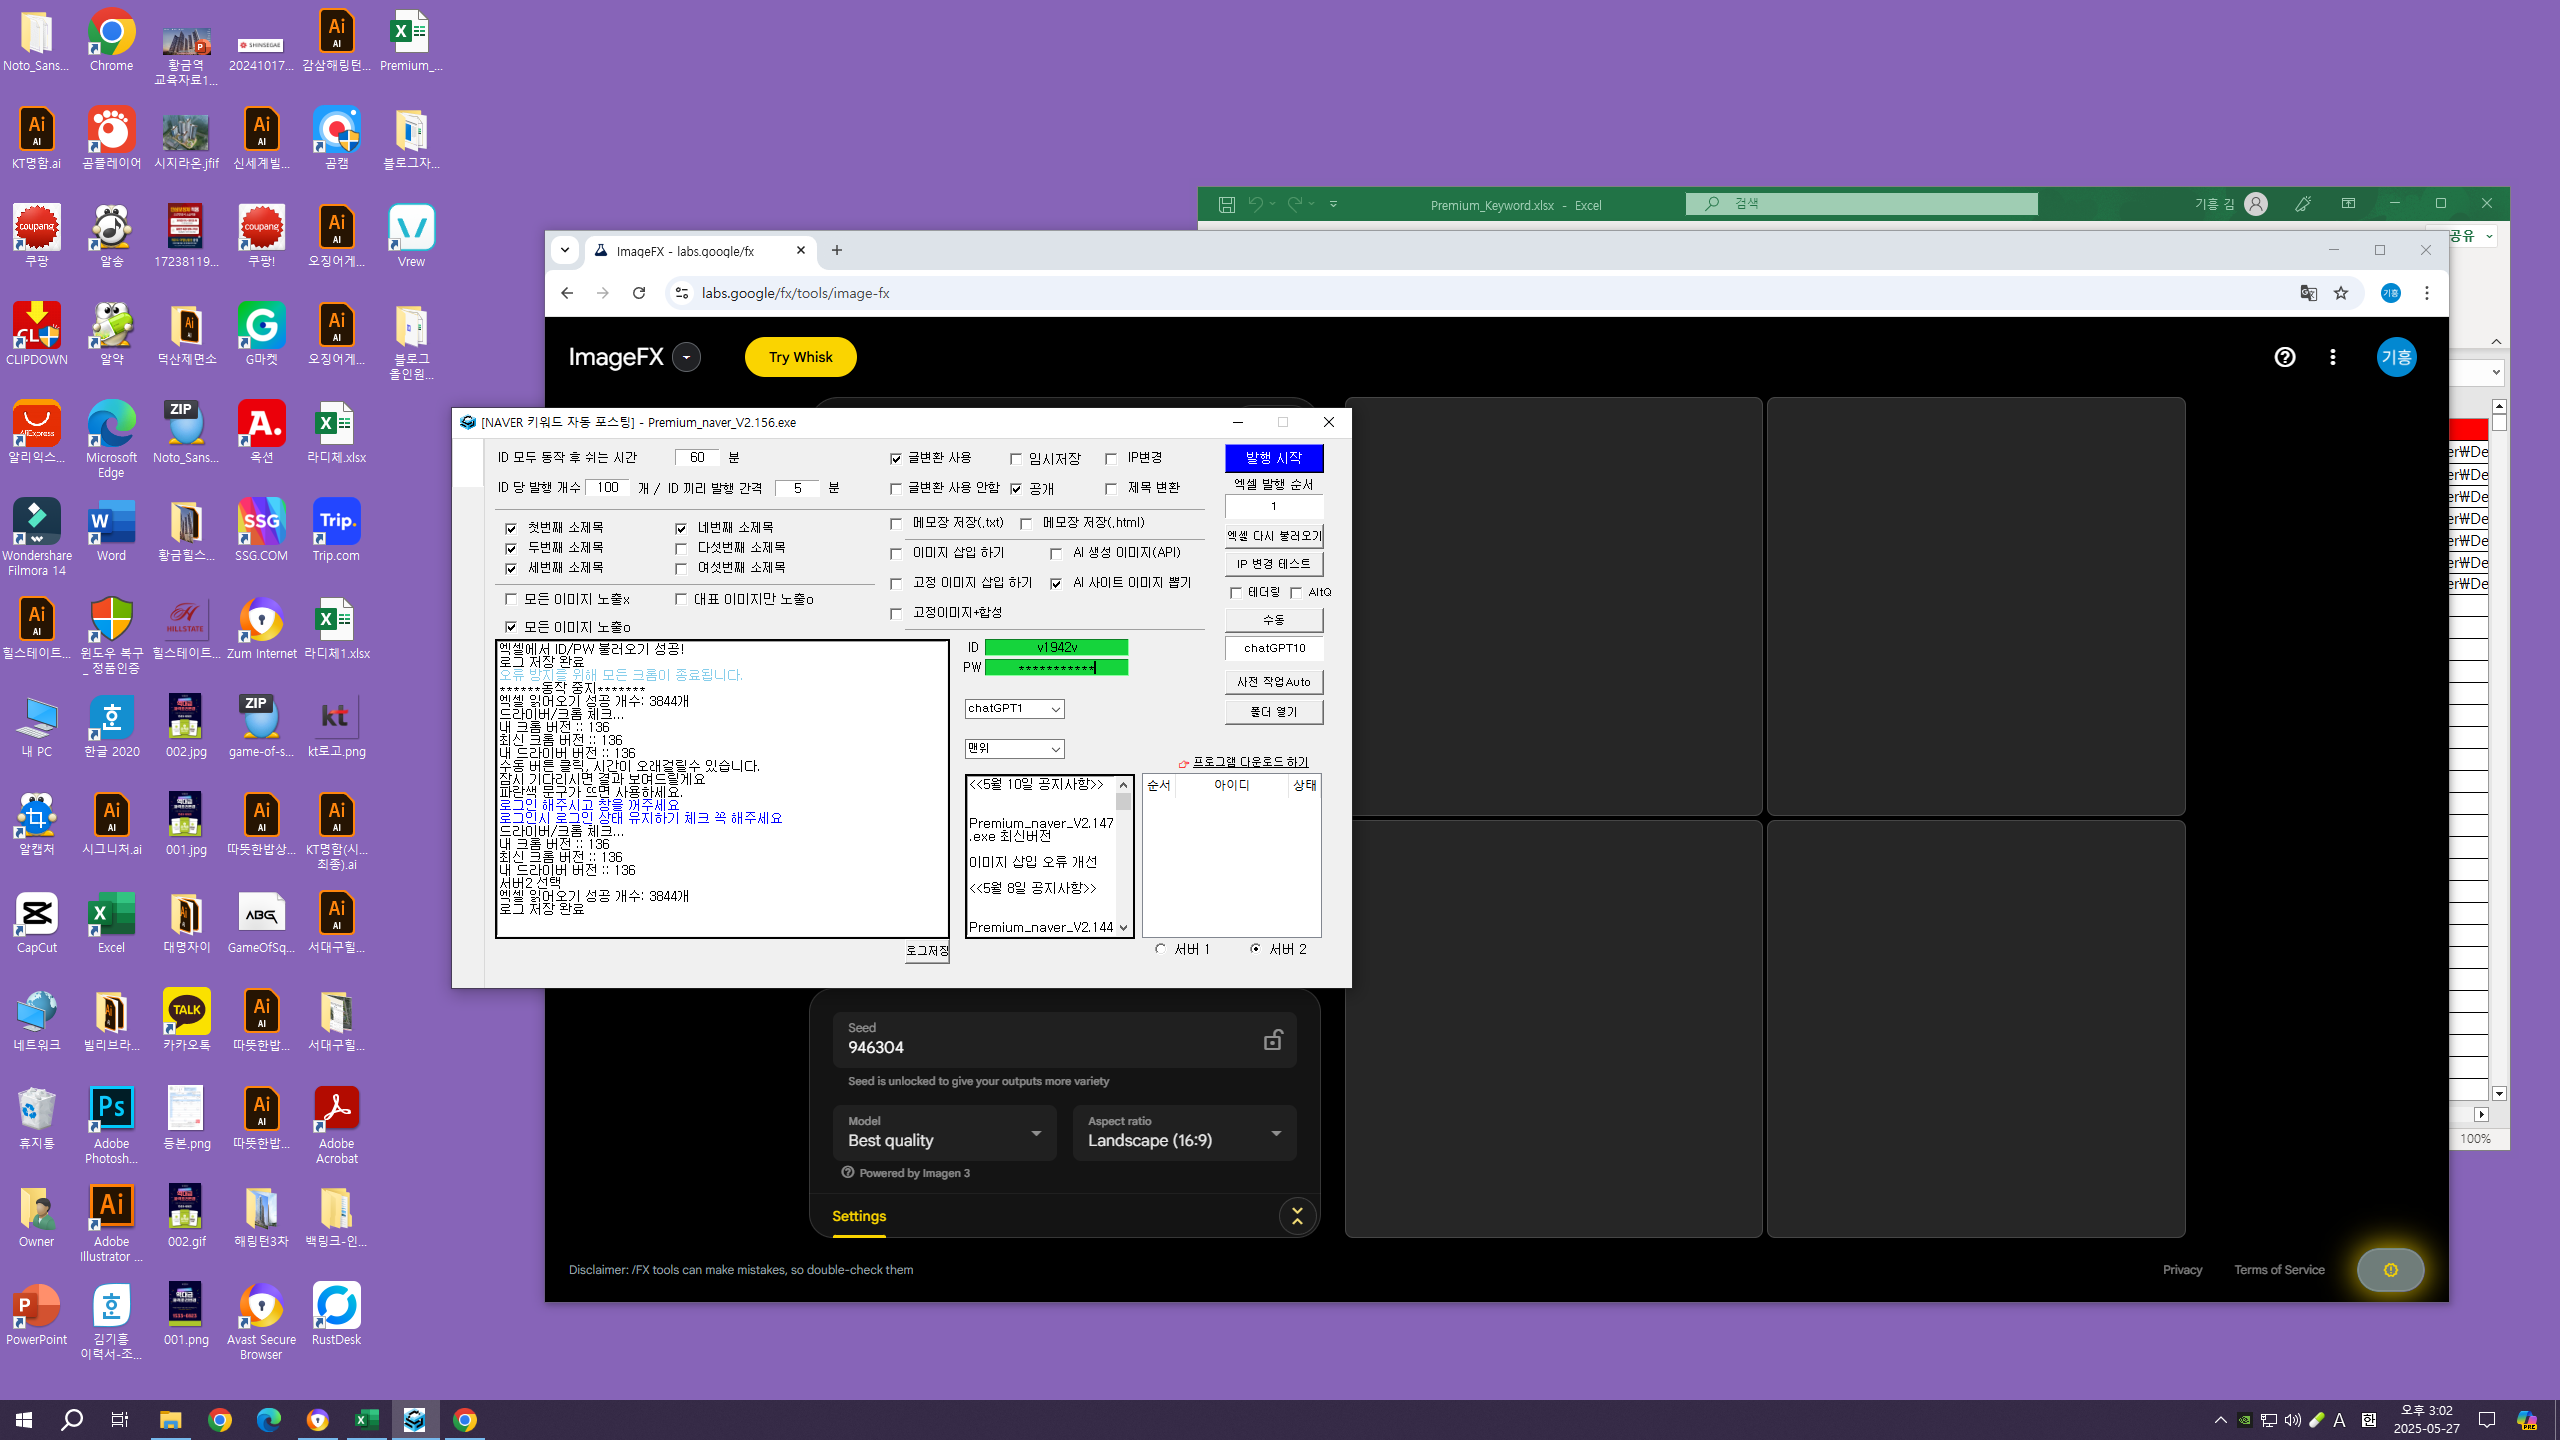 Noto_Sans...
Chrome
황금역
교육자료1...
20241017...
감삼해링턴...
Premium_...
KT명함.ai
곰플레이어
시지라온.jfif
신세계빌...
곰캠
블로그자...
쿠팡
알송
17238119...
쿠팡!
오징어게...
Vrew
CLIPDOWN
알약
덕산제면소
G마켓
오징어게...
블로그
올인원...
알리익스...
Microsoft
Edge
Noto_Sans...
옥션
라디체.xlsx
Wondershare
Filmora 14
Word
황금힐스...
SSG.COM
Trip.com
힐스테이트...
윈도우 복구
_ 정품인증
힐스테이트...
Zum Internet
라디체1.xlsx
내 PC
한글 2020
002.jpg
game-of-s...
kt로고.png
알캡처
시그니처.ai
001.jpg
따뜻한밥상...
KT명함(시...
최종).ai
CapCut
Excel
대명자이
GameOfSq...
서대구힐...
네트워크
빌리브라...
카카오톡
따뜻한밥...
서대구힐...
휴지통
Adobe
Photosh...
등본.png
따뜻한밥...
Adobe
Acrobat
Owner
Adobe
Illustrator ...
002.gif
해링턴3차
백링크-인...
PowerPoint
김기흥
이력서-조...
001.png
Avast Secure
Browser
RustDesk
Premium_Keyword.xlsx - Excel
검색
기흥 김
공유
ImageFX - labs.google/fx
labs.google/fx/tools/image-fx
기흥
ImageFX
Try Whisk
기흥
[NAVER 키워드 자동 포스팅] - Premium_naver_V2.156.exe
ID 모두 동작 후 쉬는 시간 60 분
글변환 사용
임시저장
IP변경
발행 시작
ID 당 발행 개수 100 개 / ID 끼리 발행 간격 5 분
글변환 사용 안함
공개
제목 변환
엑셀 발행 순서
1
첫번째 소제목
네번째 소제목
메모장 저장(.txt)
메모장 저장(.html)
엑셀 다시 불러오기
두번째 소제목
다섯번째 소제목
이미지 삽입 하기
AI 생성 이미지(API)
IP 변경 테스트
세번째 소제목
여섯번째 소제목
고정 이미지 삽입 하기
AI 사이트 이미지 뽑기
테더링
AltQ
모든 이미지 노출x
대표 이미지만 노출o
고정이미지+합성
수동
모든 이미지 노출o
chatGPT10
ID v1942v
PW ***********
사전 작업Auto
chatGPT1
폴더 열기
맨위
엑셀에서 ID/PW 불러오기 성공!
로그 저장 완료
오류 방지를 위해 모든 크롬이 종료됩니다.
******동작 중지*******
엑셀 읽어오기 성공 개수: 3844개
드라이버/크롬 체크...
내 크롬 버전 :: 136
최신 크롬 버전 :: 136
내 드라이버 버전 :: 136
수동 버튼 클릭, 시간이 오래걸릴수 있습니다.
잠시 기다리시면 결과 보여드릴게요
파란색 문구가 뜨면 사용하세요.
로그인 해주시고 창을 꺼주세요
로그인시 로그인 상태 유지하기 체크 꼭 해주세요
드라이버/크롬 체크...
내 크롬 버전 :: 136
최신 크롬 버전 :: 136
내 드라이버 버전 :: 136
서버2 선택
엑셀 읽어오기 성공 개수: 3844개
로그 저장 완료
로그저장
프로그램 다운로드 하기
<<5월 10일 공지사항>>
Premium_naver_V2.147
.exe 최신버전
이미지 삽입 오류 개선
<<5월 8일 공지사항>>
Premium_naver_V2.144
순서
아이디
상태
서버 1
서버 2
er₩De
er₩De
er₩De
er₩De
er₩De
er₩De
er₩De
100%
Seed
946304
Seed is unlocked to give your outputs more variety
Model
Best quality
Aspect ratio
Landscape (16:9)
Powered by Imagen 3
Settings
Disclaimer: /FX tools can make mistakes, so double-check them
Privacy
Terms of Service
A
한
오후 3:02
2025-05-27